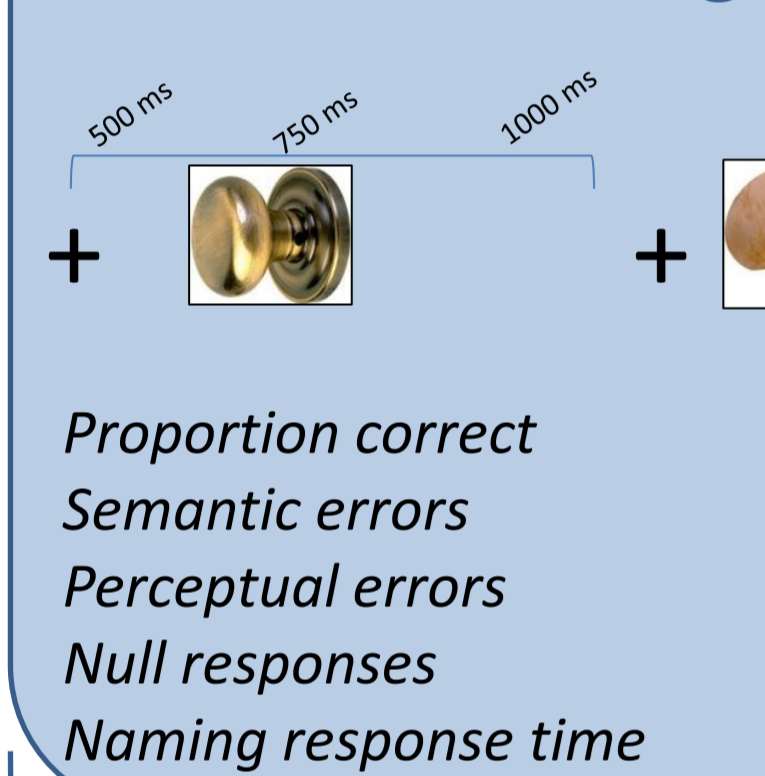 500 ms 750 ms 1000 ms
+ +
Proportion correct
Semantic errors
Perceptual errors
Null responses
Naming response time